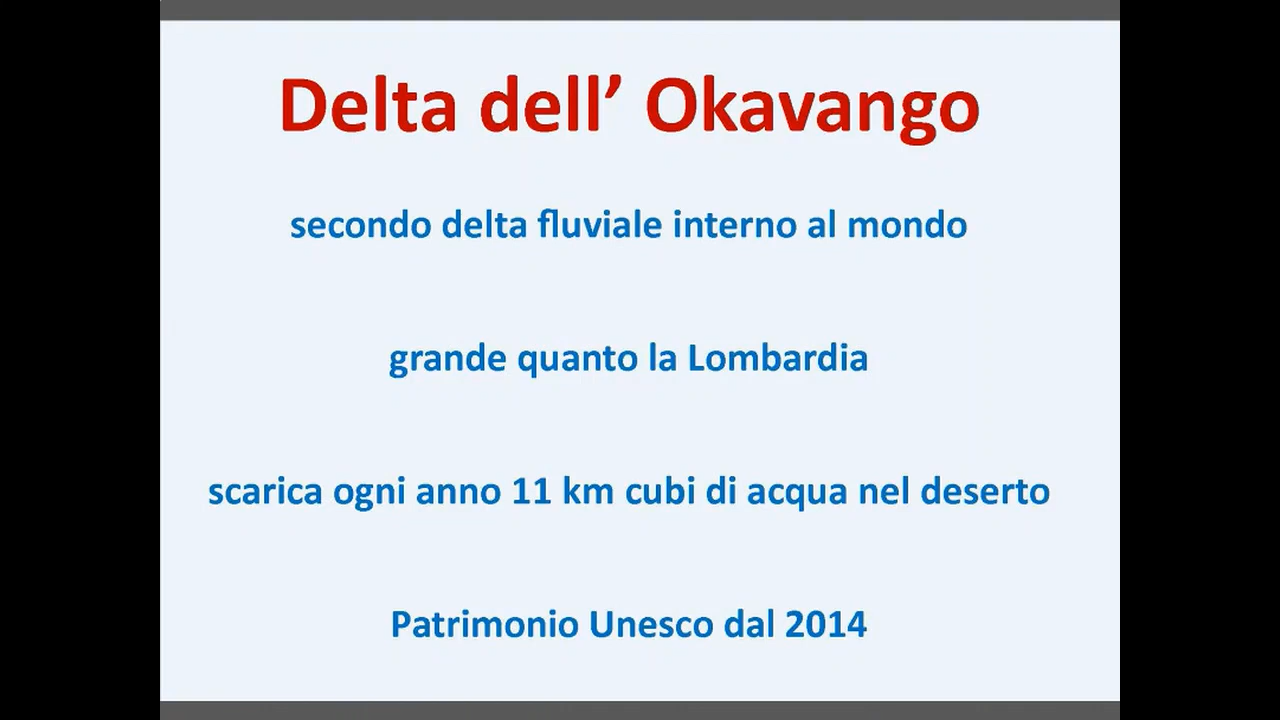 Delta dell’ Okavango
secondo delta fluviale interno al mondo
grande quanto la Lombardia
scarica ogni anno 11 km cubi di acqua nel deserto
Patrimonio Unesco dal 2014